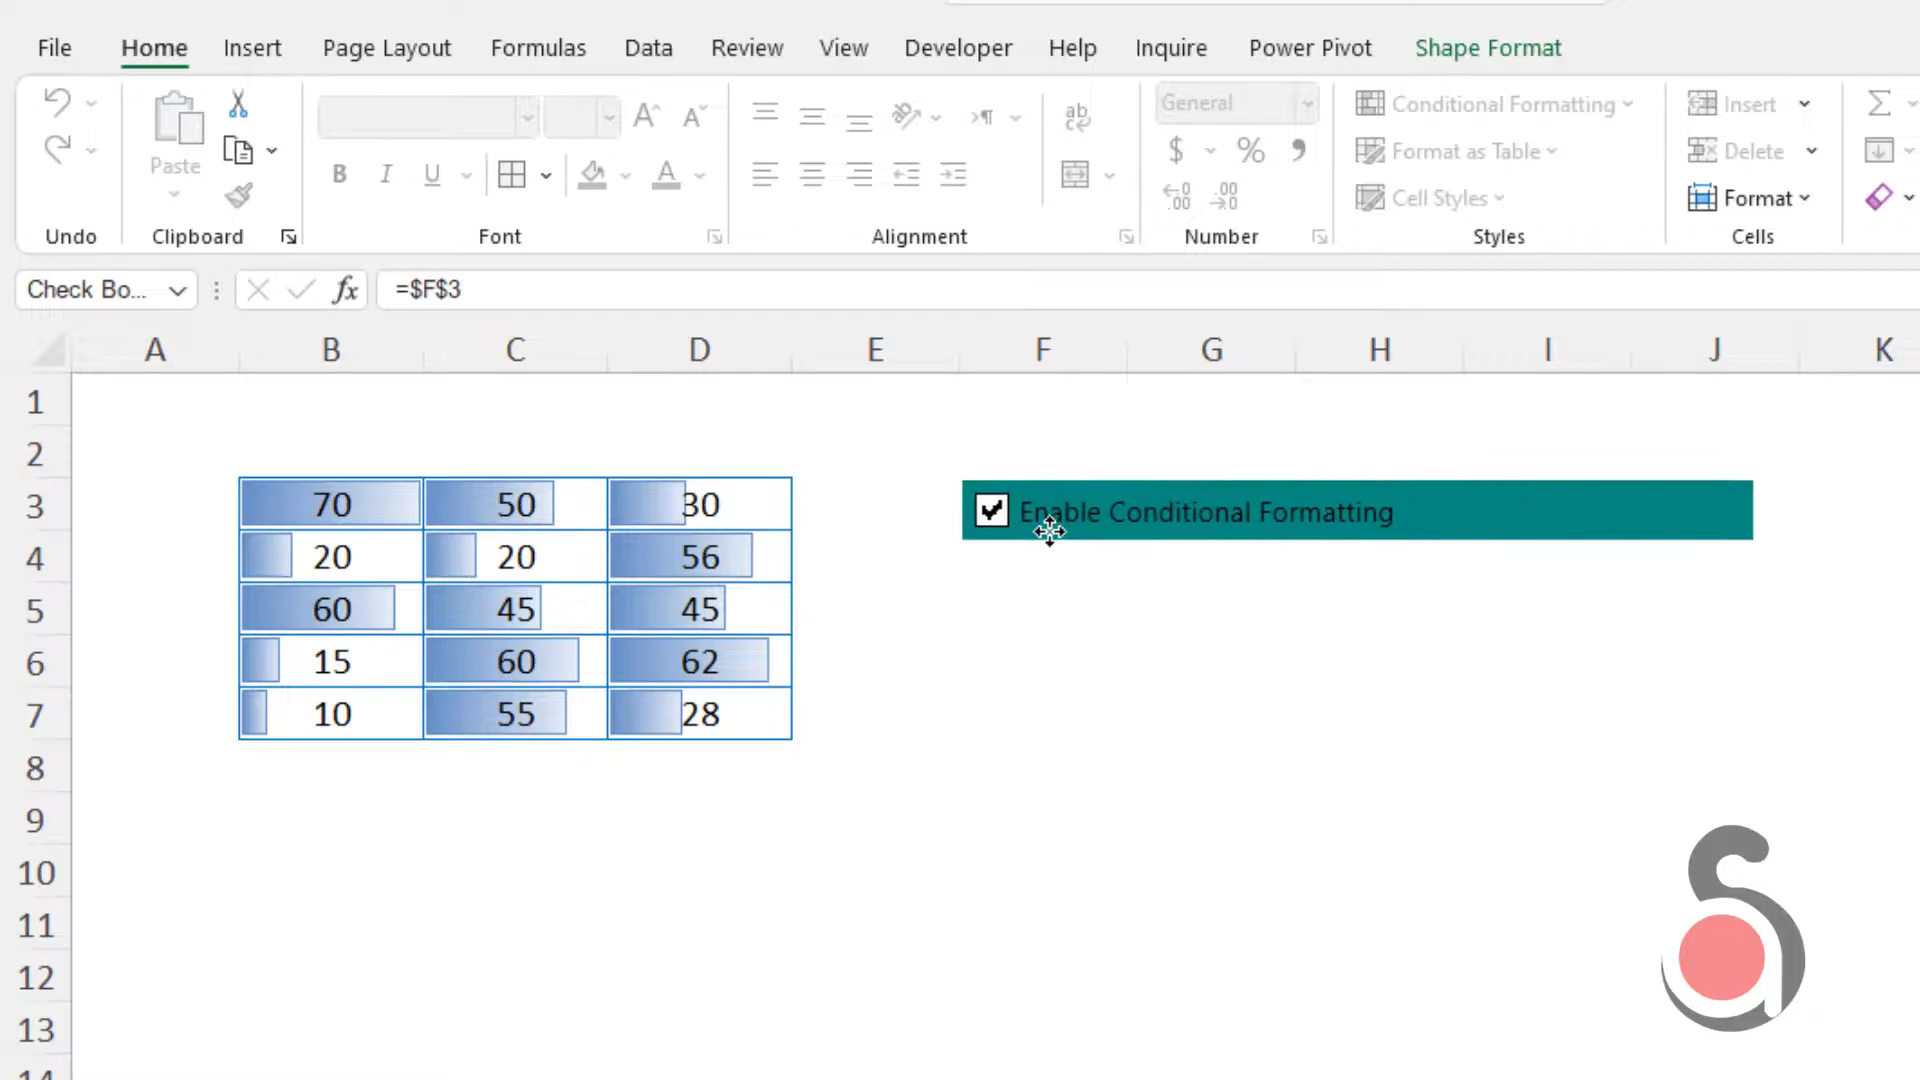 File Home Insert Page Layout Formulas Data Review View Developer Help Inquire Power Pivot Shape Format
General Conditional Formatting Insert
Paste B I U A $ % Format as Table Delete
Cell Styles Format
Undo Clipboard Font Alignment Number Styles Cells
Check Bo... fx =$F$3
A B C D E F G H I J K
1
2
3 70 50 30 Enable Conditional Formatting
4 20 20 56
5 60 45 45
6 15 60 62
7 10 55 28
8
9
10
11
12
13
14